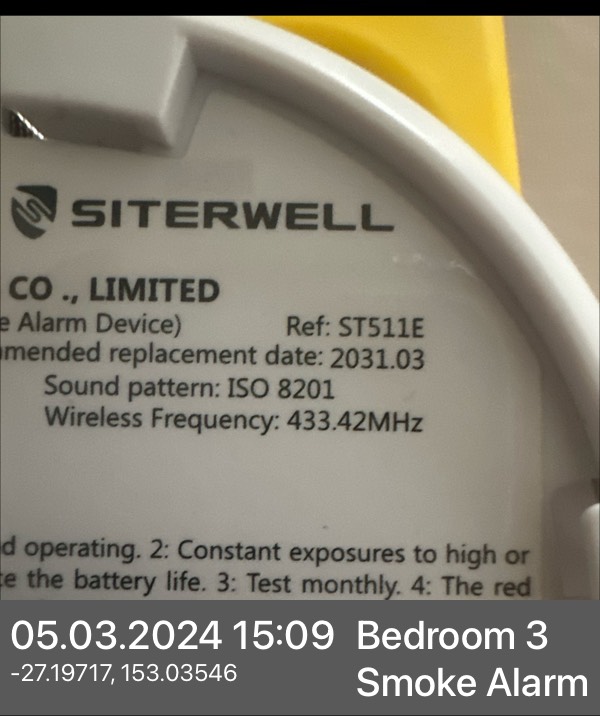 SITERWELL
CO ., LIMITED
e Alarm Device) Ref: ST511E
mended replacement date: 2031.03
Sound pattern: ISO 8201
Wireless Frequency: 433.42MHz
d operating. 2: Constant exposures to high or
e the battery life. 3: Test monthly. 4: The red
05.03.2024 15:09
-27.19717, 153.03546
Bedroom 3
Smoke Alarm